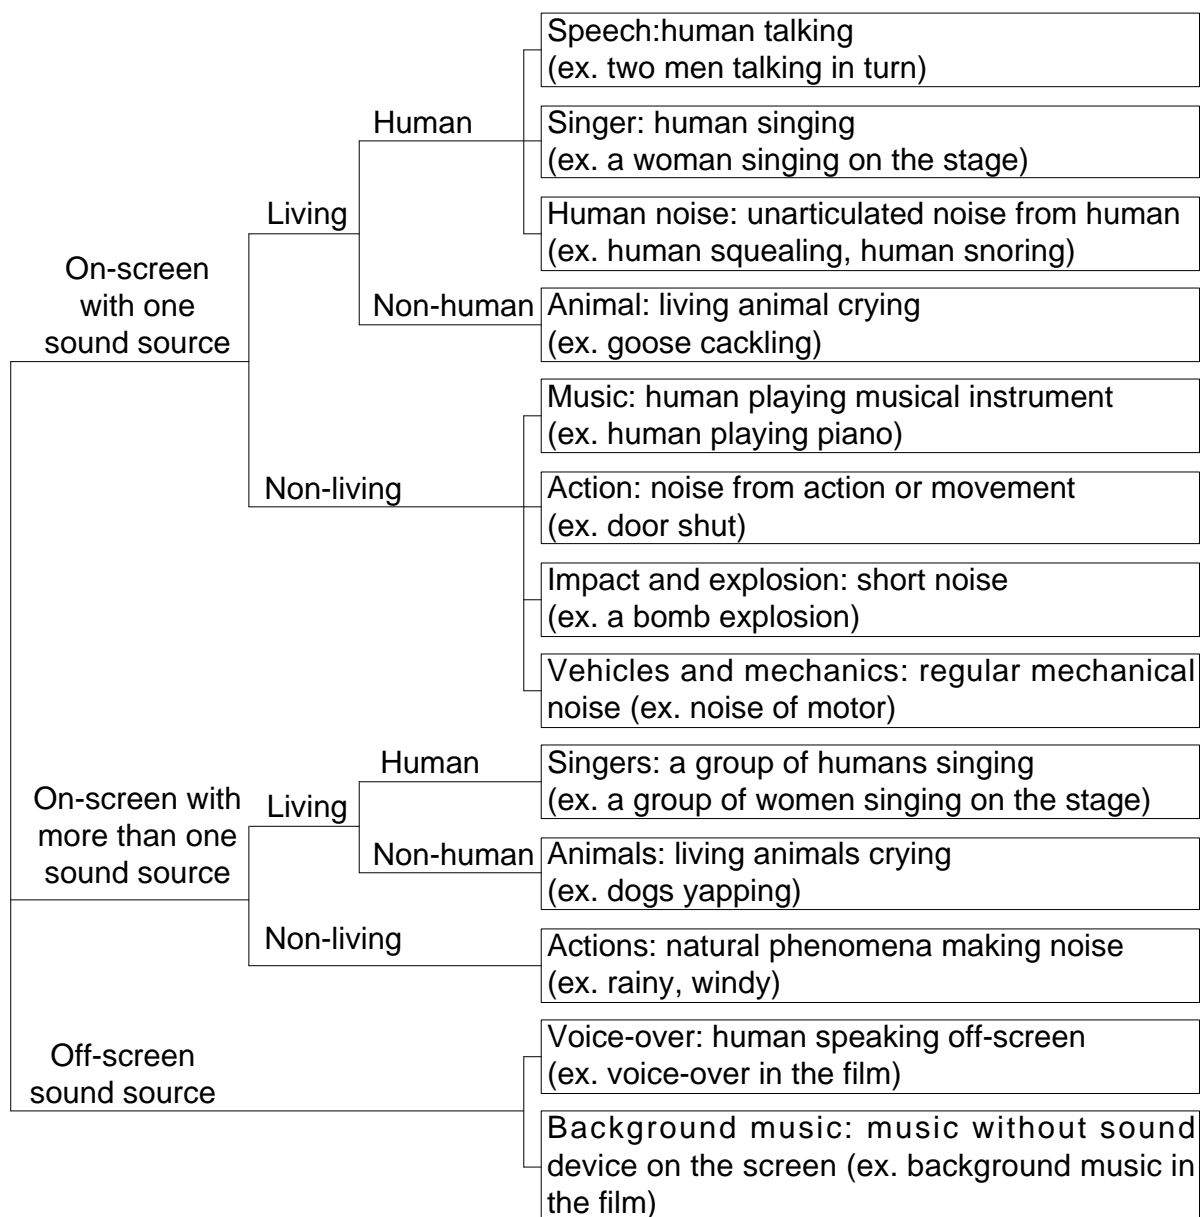 Speech:human talking
(ex. two men talking in turn)
Human
Singer: human singing
(ex. a woman singing on the stage)
Living
Human noise: unarticulated noise from human
(ex. human squealing, human snoring)
On-screen
with one
sound source
Non-human
Animal: living animal crying
(ex. goose cackling)
Music: human playing musical instrument
(ex. human playing piano)
Non-living
Action: noise from action or movement
(ex. door shut)
Impact and explosion: short noise
(ex. a bomb explosion)
Vehicles and mechanics: regular mechanical
noise (ex. noise of motor)
Human
Singers: a group of humans singing
(ex. a group of women singing on the stage)
On-screen with
more than one
sound source
Living
Non-human
Animals: living animals crying
(ex. dogs yapping)
Non-living
Actions: natural phenomena making noise
(ex. rainy, windy)
Off-screen
sound source
Voice-over: human speaking off-screen
(ex. voice-over in the film)
Background music: music without sound
device on the screen (ex. background music in
the film)